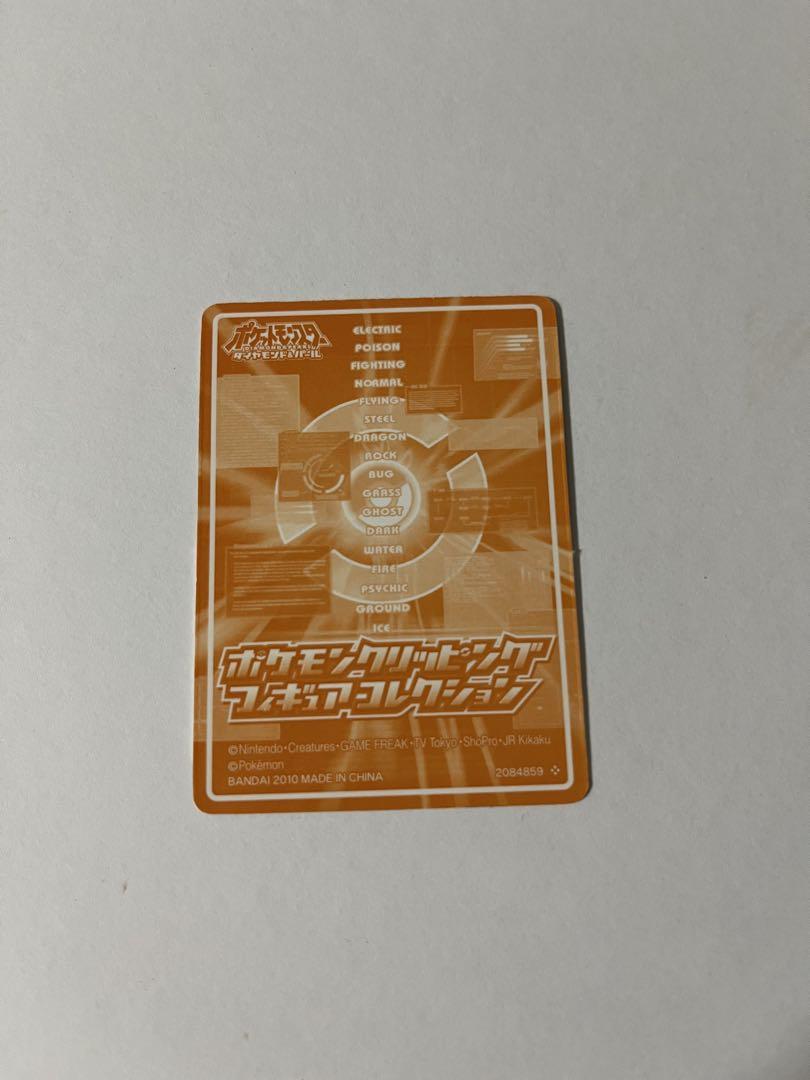 ポケットモンスター
DIAMOND&PEARL
ダイヤモンド&パール
ELECTRIC
POISON
FIGHTING
NORMAL
FLYING
STEEL
DRAGON
ROCK
BUG
GRASS
GHOST
DARK
WATER
FIRE
PSYCHIC
GROUND
ICE
ポケモンクリッピング
フィギュアコレクション
©Nintendo・Creatures・GAME FREAK・TV Tokyo・ShoPro・JR Kikaku
©Pokémon
BANDAI 2010 MADE IN CHINA
2084859